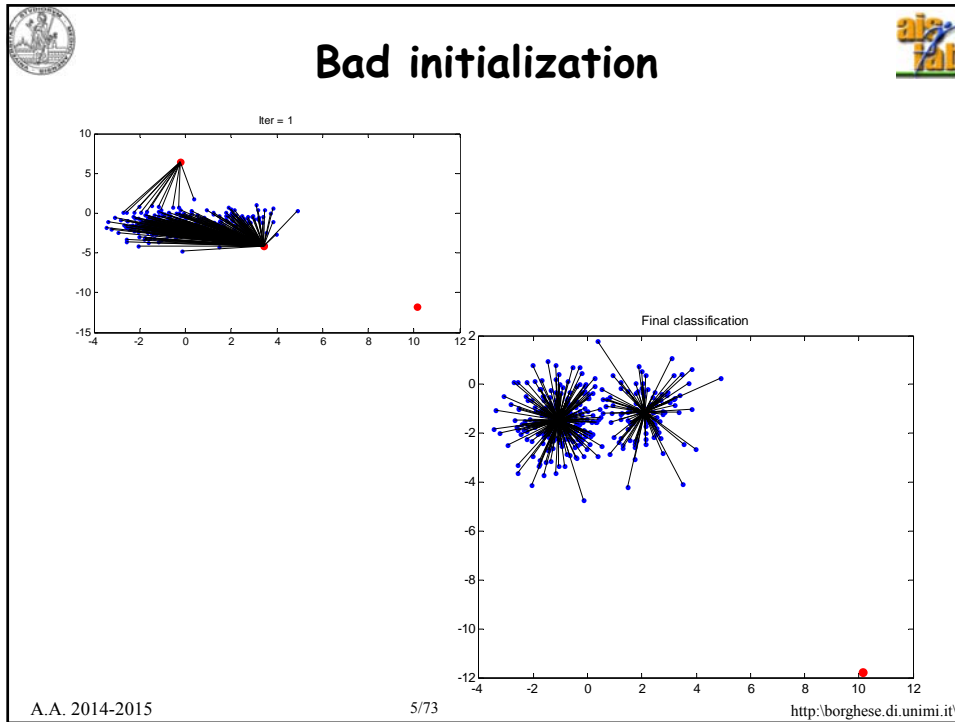 Bad initialization
ais
lab
Iter = 1
10
5
0
-5
-10
-15
-4 -2 0 2 4 6 8 10 12
Final classification
2
0
-2
-4
-6
-8
-10
-12
-4 -2 0 2 4 6 8 10 12
A.A. 2014-2015 5/73 http:\borghese.di.unimi.it\